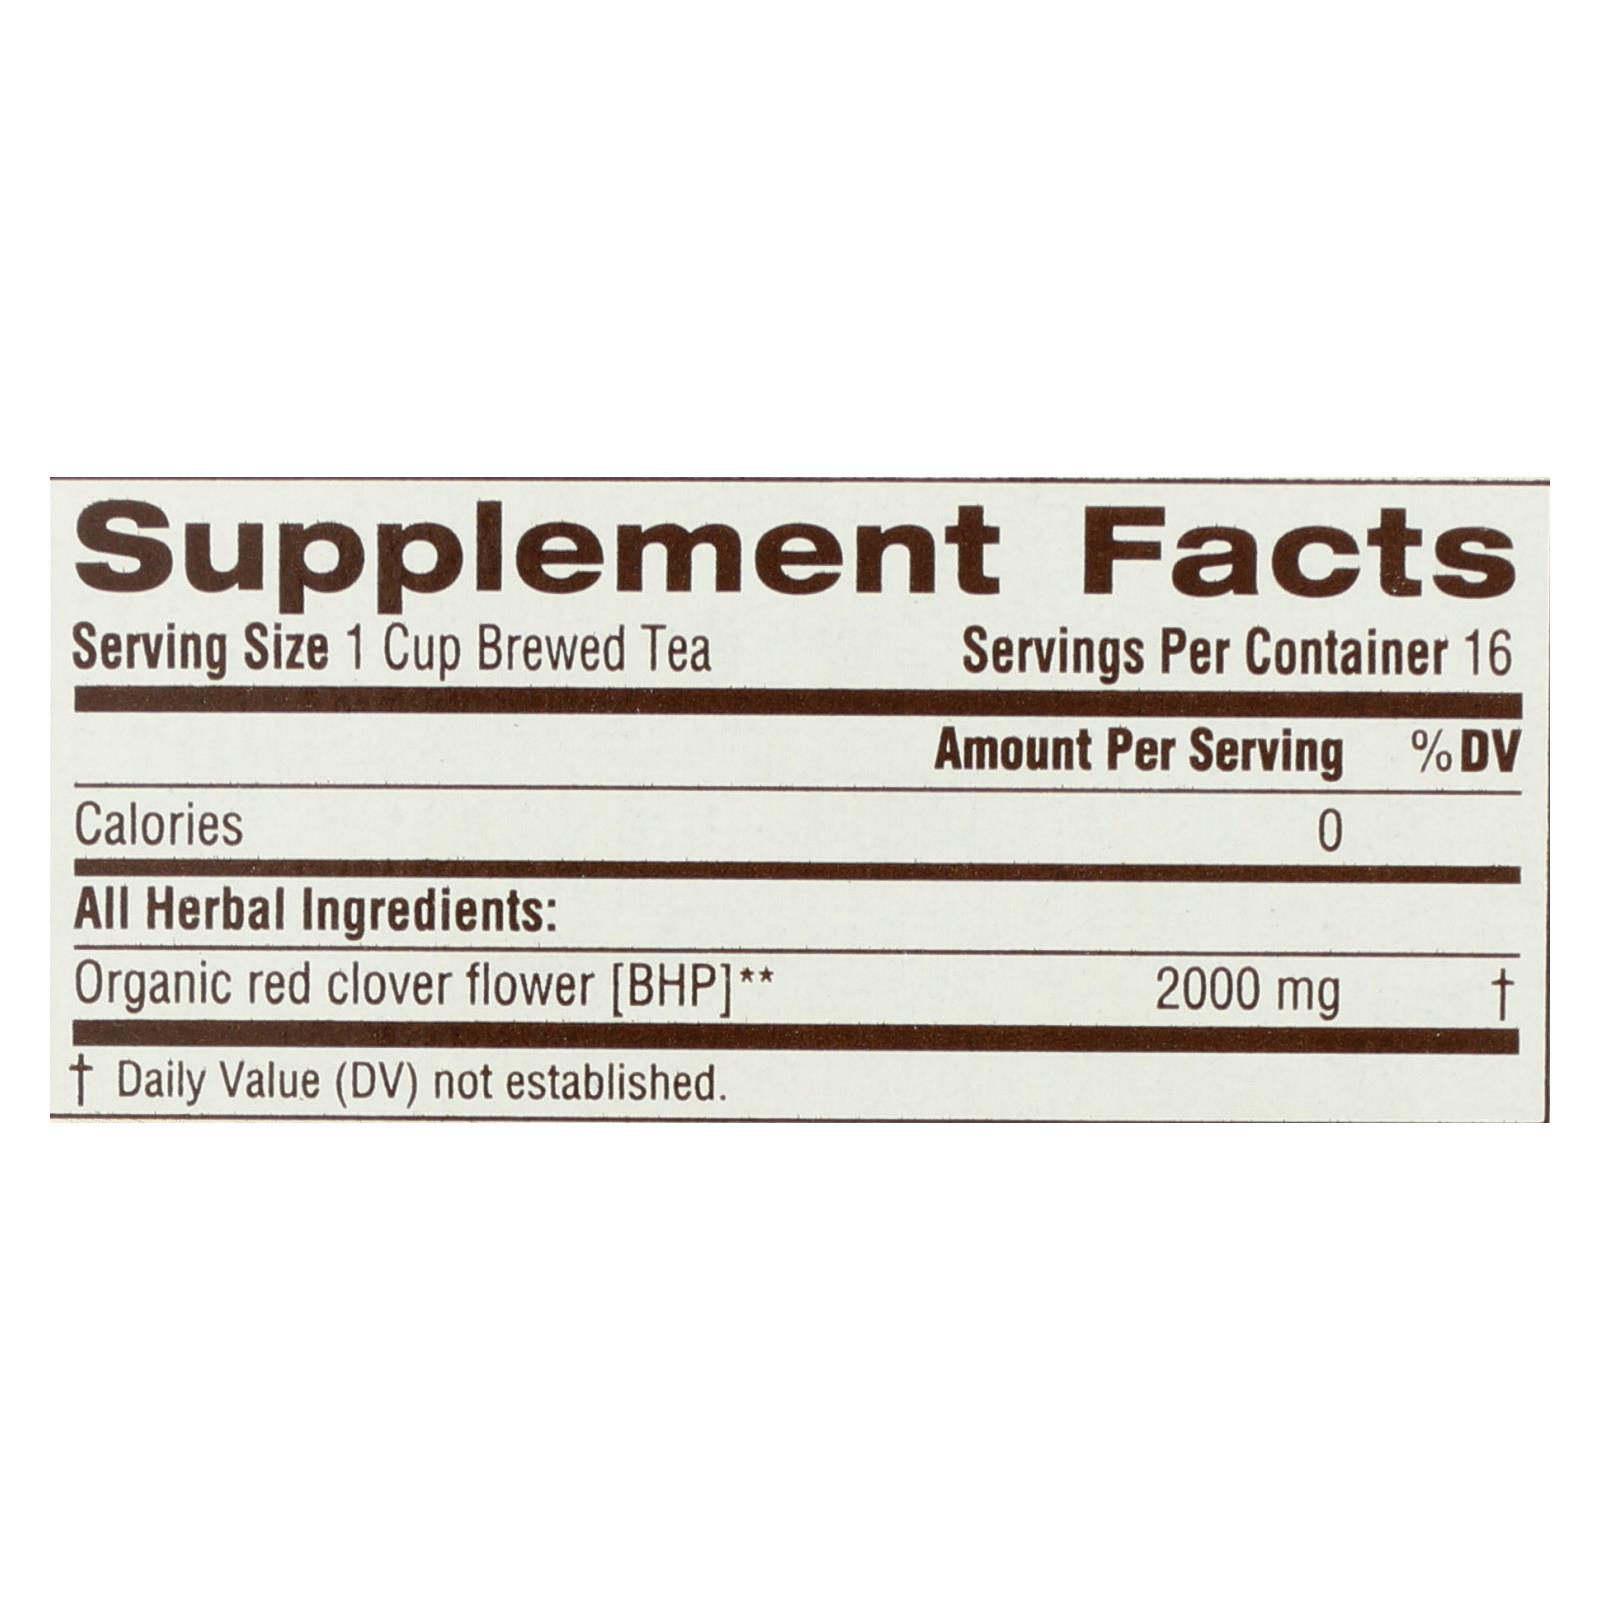 Supplement Facts
Serving Size 1 Cup Brewed Tea Servings Per Container 16
Amount Per Serving % DV
Calories 0
All Herbal Ingredients:
Organic red clover flower [BHP]** 2000 mg †
† Daily Value (DV) not established.